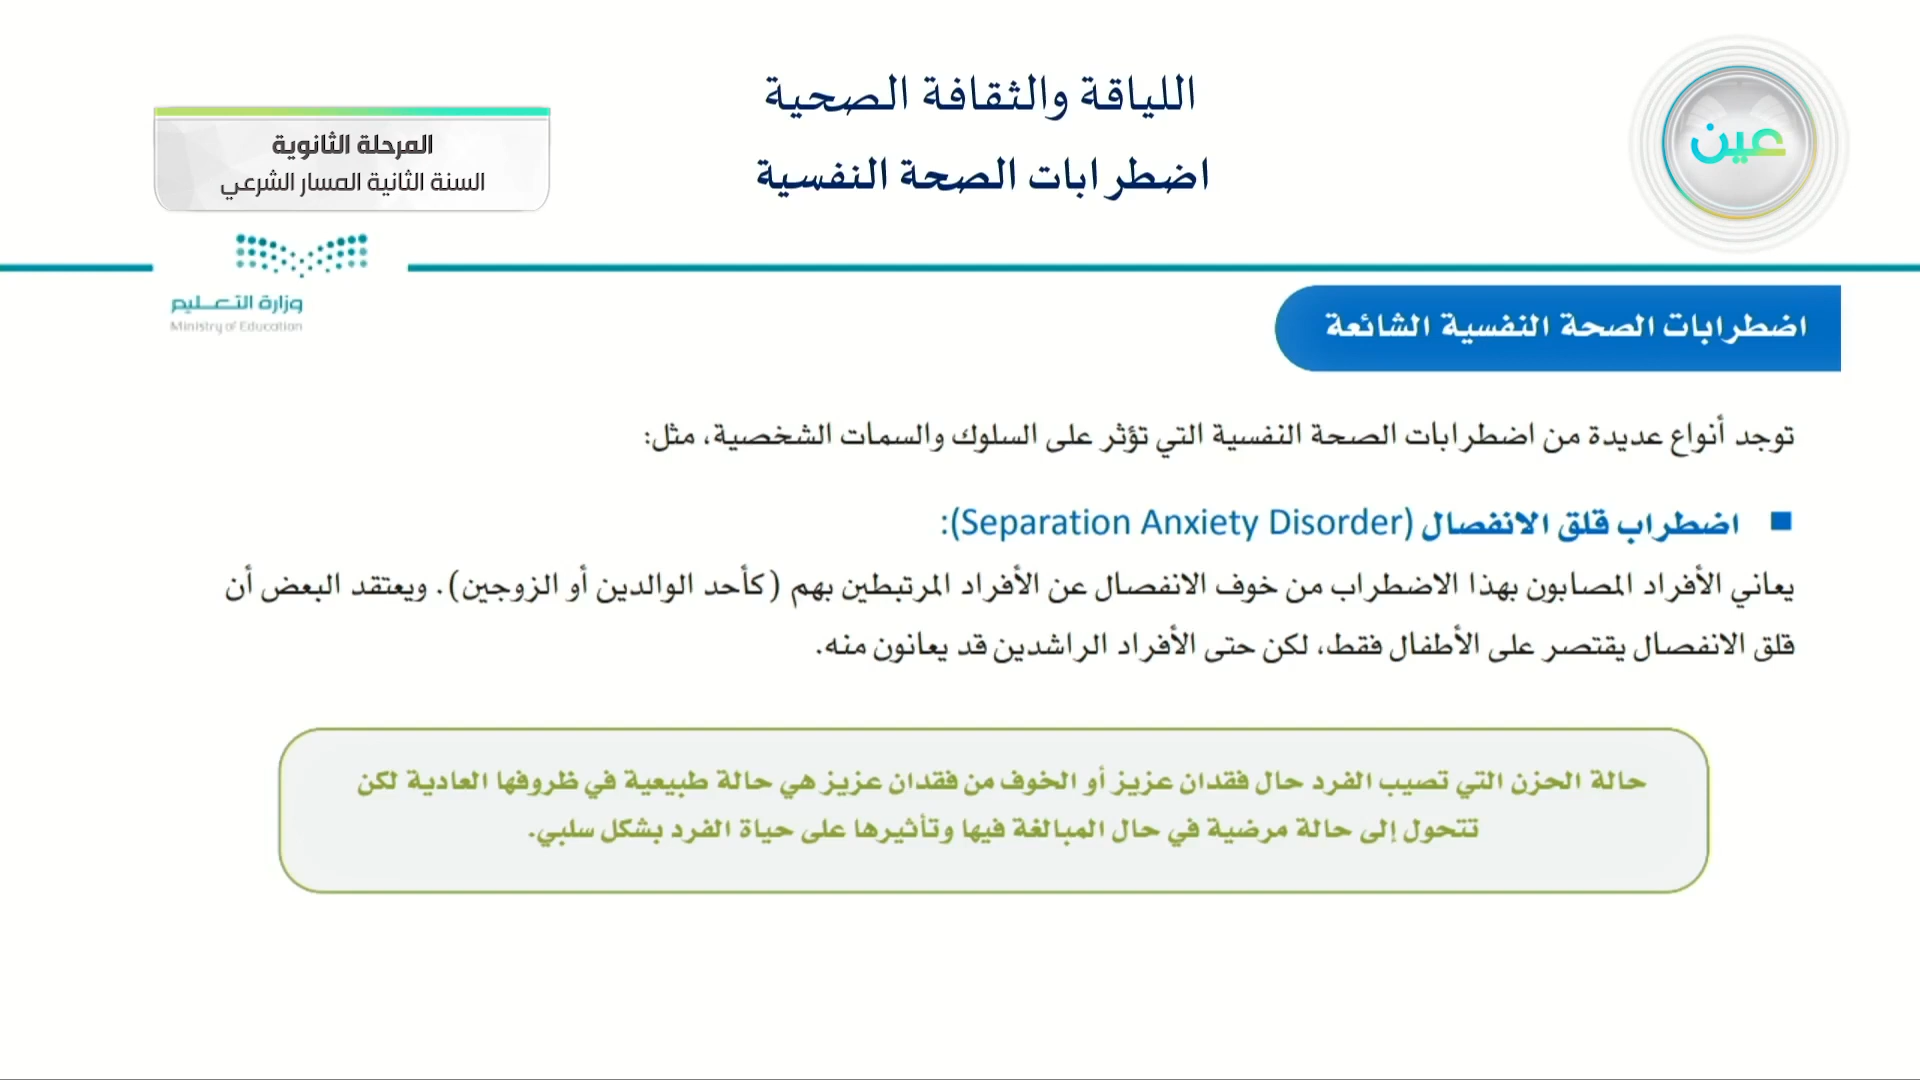 اللياقة والثقافة الصحية
اضطرابات الصحة النفسية
عين
المرحلة الثانوية
السنة الثانية المسار الشرعي
وزارة التعليم
Ministry of Education
اضطرابات الصحة النفسية الشائعة
توجد أنواع عديدة من اضطرابات الصحة النفسية التي تؤثر على السلوك والسمات الشخصية، مثل:
■ اضطراب قلق الانفصال (Separation Anxiety Disorder):
يعاني الأفراد المصابون بهذا الاضطراب من خوف الانفصال عن الأفراد المرتبطين بهم (كأحد الوالدين أو الزوجين). ويعتقد البعض أن
قلق الانفصال يقتصر على الأطفال فقط، لكن حتى الأفراد الراشدين قد يعانون منه.
حالة الحزن التي تصيب الفرد حال فقدان عزيز أو الخوف من فقدان عزيز هي حالة طبيعية في ظروفها العادية لكن
تتحول إلى حالة مرضية في حال المبالغة فيها وتأثيرها على حياة الفرد بشكل سلبي.